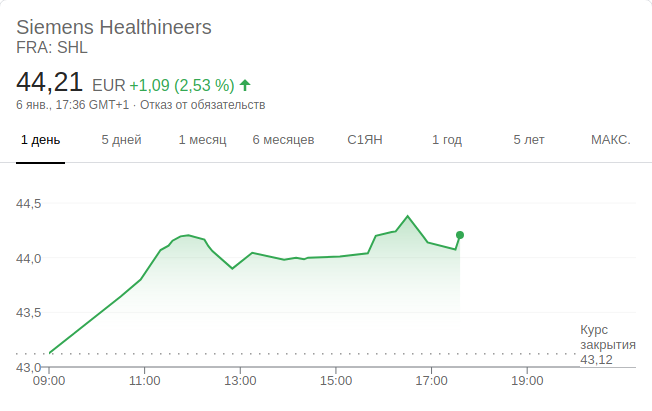 Siemens Healthineers
FRA: SHL
44,21 EUR +1,09 (2,53 %)
6 янв., 17:36 GMT+1 · Отказ от обязательств
1 день 5 дней 1 месяц 6 месяцев С1ЯН 1 год 5 лет МАКС.
44,5
44,0
43,5
43,0
Курс
закрытия
43,12
09:00 11:00 13:00 15:00 17:00 19:00